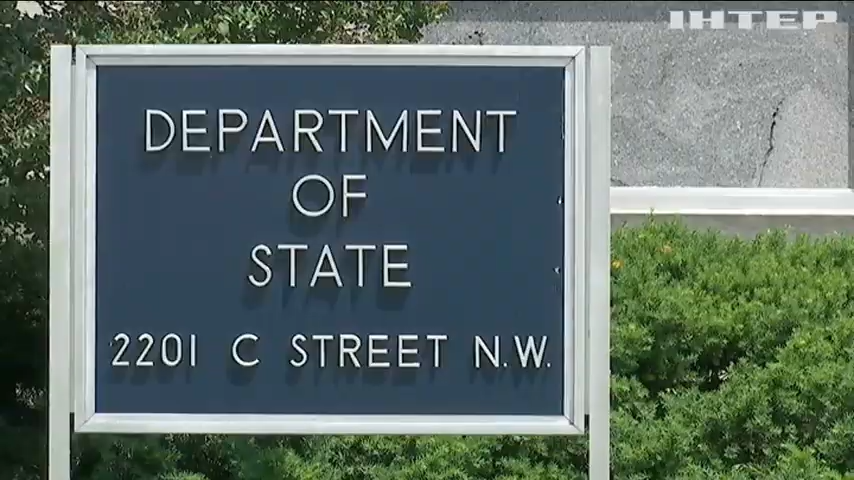 ІНТЕР
DEPARTMENT
OF
STATE
2201 C STREET N.W.